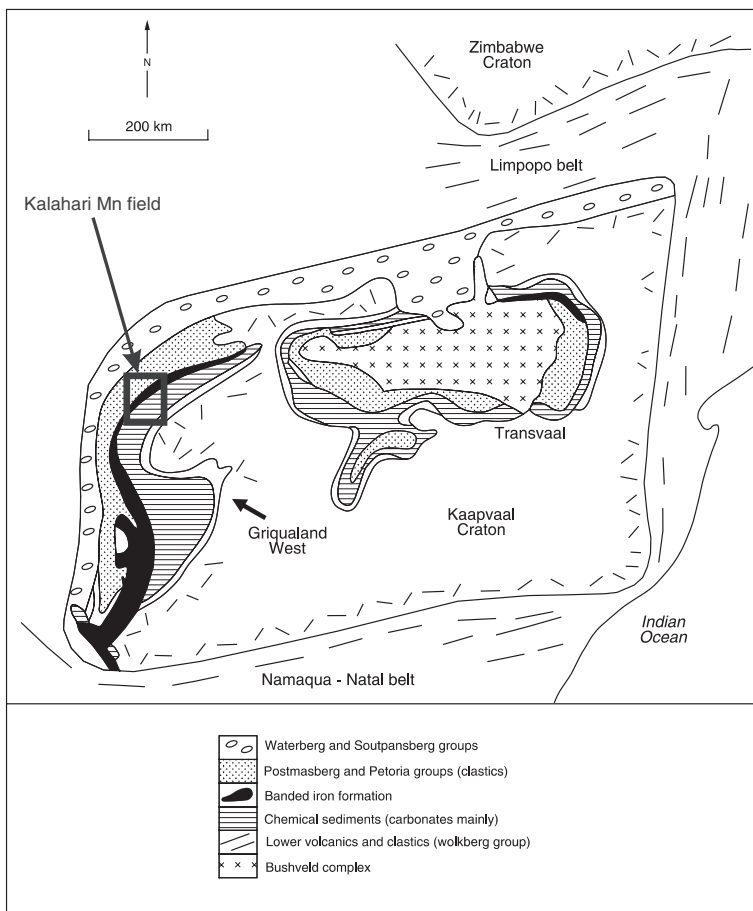 Zimbabwe
Craton
N
200 km
Limpopo belt
Kalahari Mn field
Transvaal
Griqualand
West
Kaapvaal
Craton
Indian
Ocean
Namaqua - Natal belt
Waterberg and Soutpansberg groups
Postmasberg and Petoria groups (clastics)
Banded iron formation
Chemical sediments (carbonates mainly)
Lower volcanics and clastics (wolkberg group)
Bushveld complex